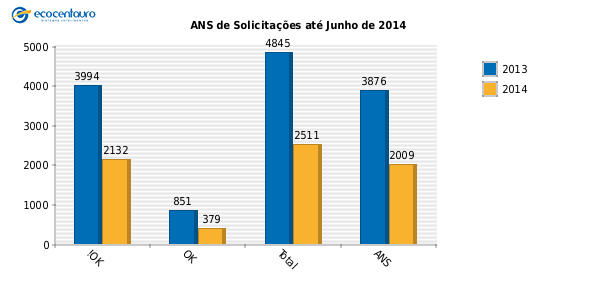 ecocentauro
ANS de Solicitações até Junho de 2014
5000
4000
3000
2000
1000
0
3994
2132
851
379
4845
2511
3876
2009
!OK
OK
Total
ANS
2013
2014